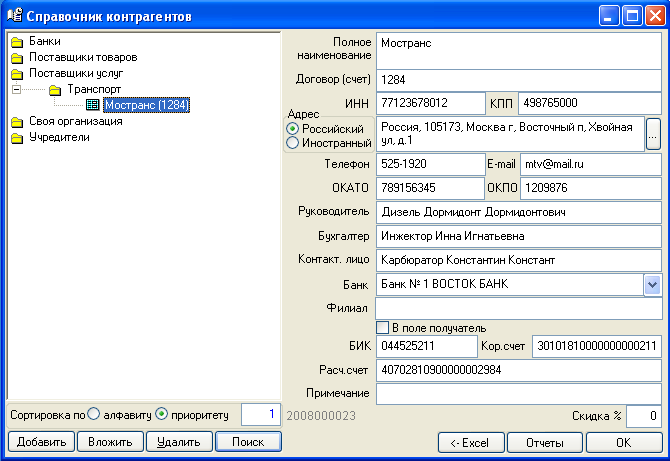 Справочник контрагентов
Банки
Поставщики товаров
Поставщики услуг
Транспорт
Мостранс (1284)
Своя организация
Учредители
Сортировка по алфавиту приоритету 1
Добавить Вложить Удалить Поиск
Полное наименование Мостранс
Договор (счет) 1284
ИНН 77123678012 КПП 498765000
Адрес
Российский
Иностранный
Россия, 105173, Москва г, Восточный п, Хвойная
ул, д.1
...
Телефон 525-1920 E-mail mtv@mail.ru
ОКАТО 789156345 ОКПО 1209876
Руководитель Дизель Дормидонт Дормидонтович
Бухгалтер Инжектор Инна Игнатьевна
Контакт. лицо Карбюратор Константин Констант
Банк Банк № 1 ВОСТОК БАНК
Филиал
В поле получатель
БИК 044525211 Кор.счет 30101810000000000211
Расч.счет 40702810900000002984
Примечание
2008000023 Скидка % 0
<- Excel Отчеты OK